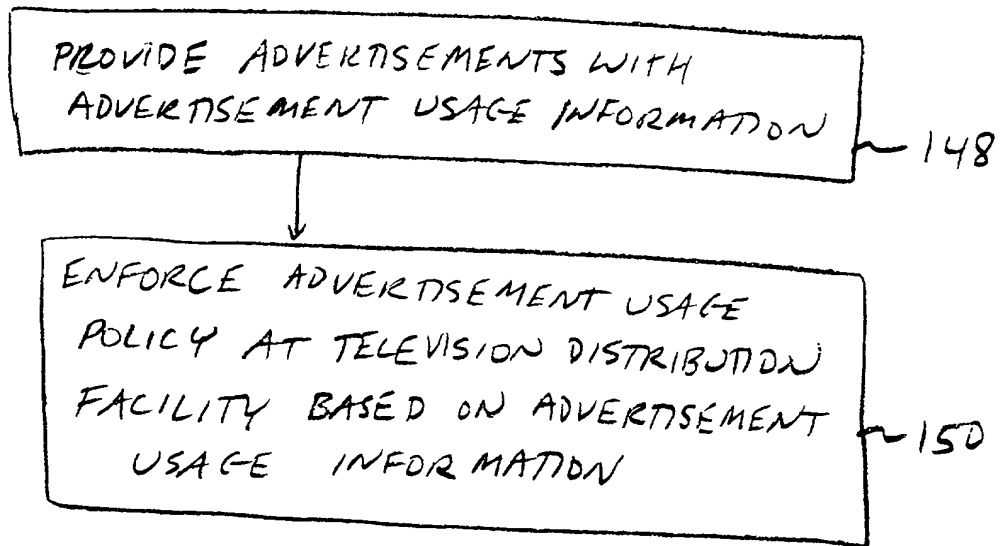 PROVIDE ADVERTISEMENTS WITH
ADVERTISEMENT USAGE INFORMATION
148
ENFORCE ADVERTISEMENT USAGE
POLICY AT TELEVISION DISTRIBUTION
FACILITY BASED ON ADVERTISEMENT
USAGE INFORMATION
150